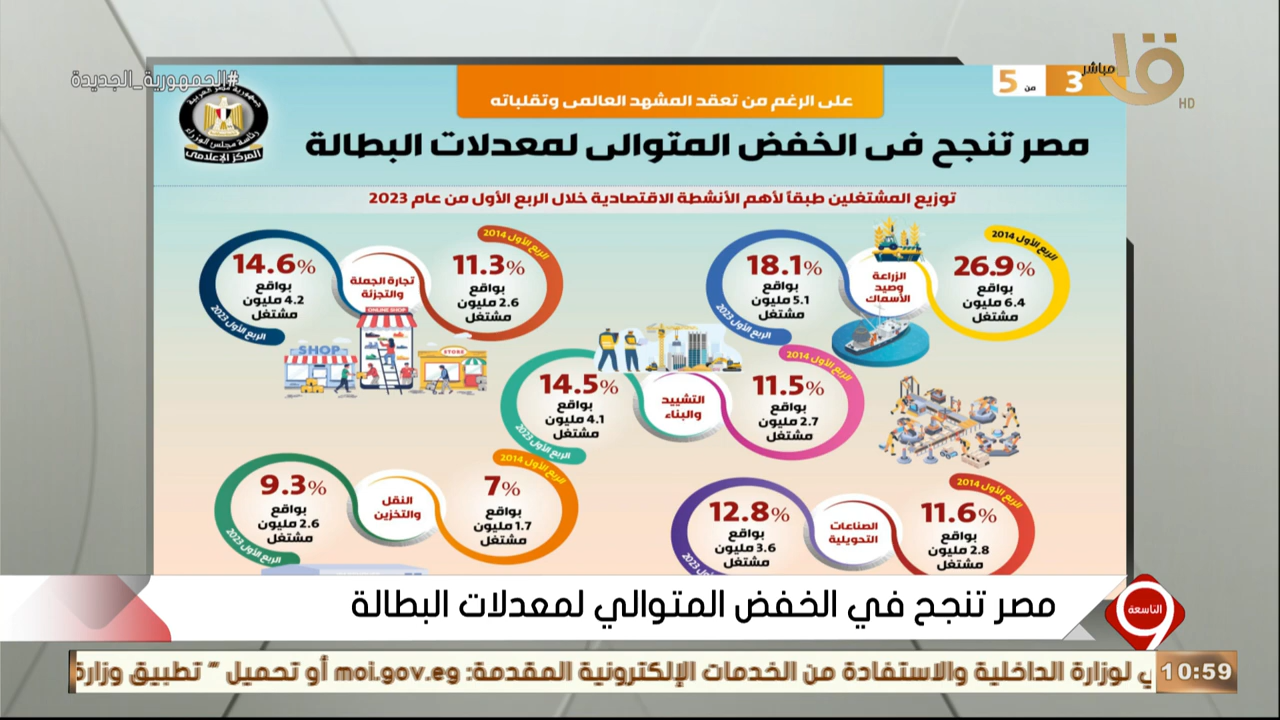 #الجمهورية_الجديدة
مباشر
HD
3 من 5
جمهورية مصر العربية
رئاسة مجلس الوزراء
المركز الإعلامى
على الرغم من تعقد المشهد العالمى وتقلباته
مصر تنجح فى الخفض المتوالى لمعدلات البطالة
توزيع المشتغلين طبقاً لأهم الأنشطة الاقتصادية خلال الربع الأول من عام 2023
الربع الأول 2014
26.9%
بواقع
6.4 مليون
مشتغل
الزراعة
وصيد
الأسماك
18.1%
بواقع
5.1 مليون
مشتغل
الربع الأول 2023
الربع الأول 2014
11.3%
بواقع
2.6 مليون
مشتغل
تجارة الجملة
والتجزئة
14.6%
بواقع
4.2 مليون
مشتغل
الربع الأول 2023
ONLINE SHOP
SHOP
STORE
الربع الأول 2014
11.5%
بواقع
2.7 مليون
مشتغل
التشييد
والبناء
14.5%
بواقع
4.1 مليون
مشتغل
الربع الأول 2023
الربع الأول 2014
11.6%
بواقع
2.8 مليون
مشتغل
الصناعات
التحويلية
12.8%
بواقع
3.6 مليون
مشتغل
الأول 2023
الربع الأول 2014
7%
بواقع
1.7 مليون
مشتغل
النقل
والتخزين
9.3%
بواقع
2.6 مليون
مشتغل
الربع الأول 2023
التاسعة
مصر تنجح في الخفض المتوالي لمعدلات البطالة
10:59
ي لوزارة الداخلية والاستفادة من الخدمات الإلكترونية المقدمة: moi.gov.eg أو تحميل " تطبيق وزارة